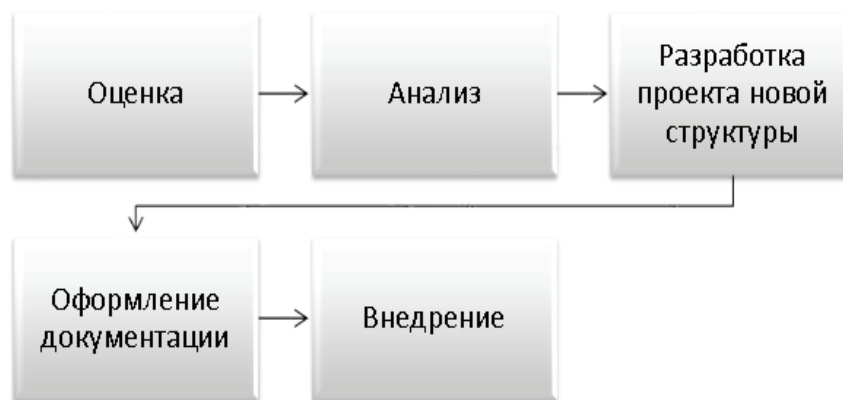 Оценка
Анализ
Разработка
проекта новой
структуры
Оформление
документации
Внедрение